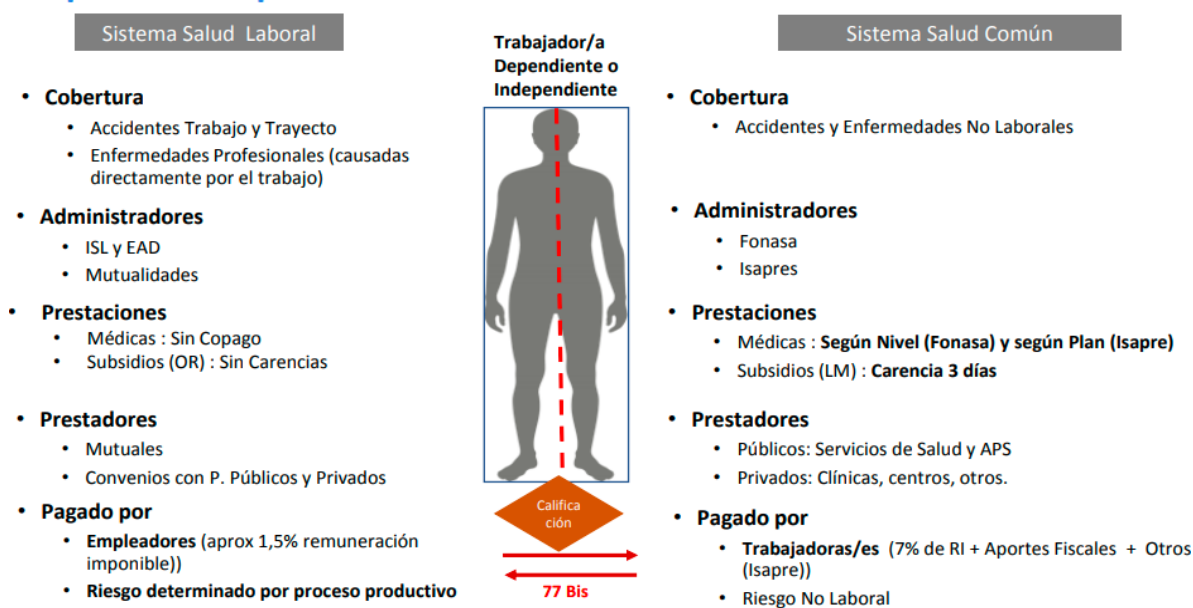 Sistema Salud Laboral
• Cobertura
• Accidentes Trabajo y Trayecto
• Enfermedades Profesionales (causadas
directamente por el trabajo)
• Administradores
• ISL y EAD
• Mutualidades
• Prestaciones
• Médicas : Sin Copago
• Subsidios (OR) : Sin Carencias
• Prestadores
• Mutuales
• Convenios con P. Públicos y Privados
• Pagado por
• Empleadores (aprox 1,5% remuneración
imponible))
• Riesgo determinado por proceso productivo
Trabajador/a
Dependiente o
Independiente
Califica
ción
77 Bis
Sistema Salud Común
• Cobertura
• Accidentes y Enfermedades No Laborales
• Administradores
• Fonasa
• Isapres
• Prestaciones
• Médicas : Según Nivel (Fonasa) y según Plan (Isapre)
• Subsidios (LM) : Carencia 3 días
• Prestadores
• Públicos: Servicios de Salud y APS
• Privados: Clínicas, centros, otros.
• Pagado por
• Trabajadoras/es (7% de RI + Aportes Fiscales + Otros
(Isapre))
• Riesgo No Laboral